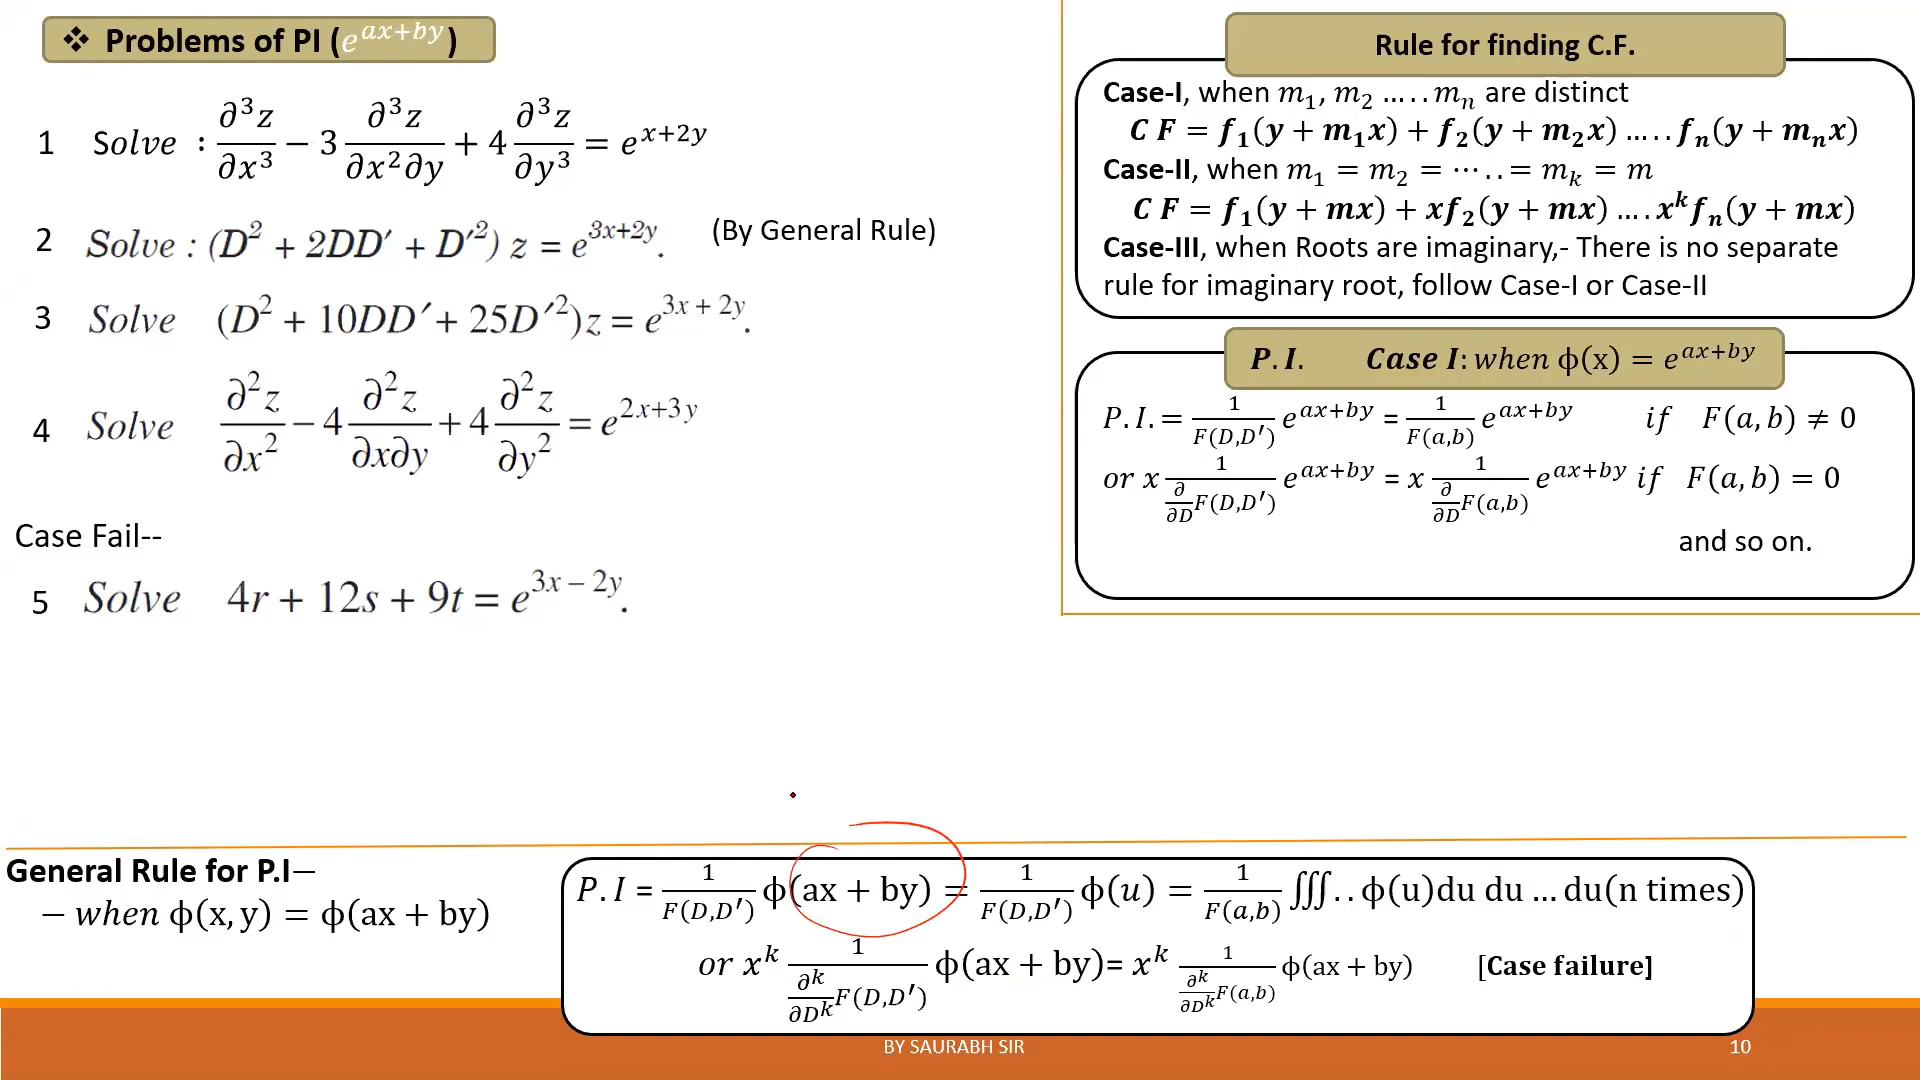 ❖ Problems of PI (e^{ax+by})
1 Solve : ∂³z/∂x³ − 3 ∂³z/∂x²∂y + 4 ∂³z/∂y³ = e^{x+2y}
2 Solve : (D² + 2DD′ + D′²) z = e^{3x+2y}. (By General Rule)
3 Solve (D² + 10DD′ + 25D′²)z = e^{3x + 2y}.
4 Solve ∂²z/∂x² − 4 ∂²z/∂x∂y + 4 ∂²z/∂y² = e^{2x+3y}
Case Fail--
5 Solve 4r + 12s + 9t = e^{3x − 2y}.
Rule for finding C.F.
Case-I, when m₁, m₂ ..... mₙ are distinct
C F = f₁(y + m₁x) + f₂(y + m₂x) ..... fₙ(y + mₙx)
Case-II, when m₁ = m₂ = ⋯ . . = mₖ = m
C F = f₁(y + mx) + xf₂(y + mx) .... xᵏfₙ(y + mx)
Case-III, when Roots are imaginary,- There is no separate
rule for imaginary root, follow Case-I or Case-II
P. I. Case I: when ϕ(x) = e^{ax+by}
P. I. = 1/F(D,D′) e^{ax+by} = 1/F(a,b) e^{ax+by} if F(a, b) ≠ 0
or x 1/(∂/∂D F(D,D′)) e^{ax+by} = x 1/(∂/∂D F(a,b)) e^{ax+by} if F(a, b) = 0
and so on.
General Rule for P.I−
− when ϕ(x, y) = ϕ(ax + by)
P. I = 1/F(D,D′) ϕ(ax + by) = 1/F(D,D′) ϕ(u) = 1/F(a,b) ∭. . ϕ(u)du du ... du(n times)
or xᵏ 1/(∂ᵏ/∂Dᵏ F(D,D′)) ϕ(ax + by)= xᵏ 1/(∂ᵏ/∂Dᵏ F(a,b)) ϕ(ax + by) [Case failure]
BY SAURABH SIR
10